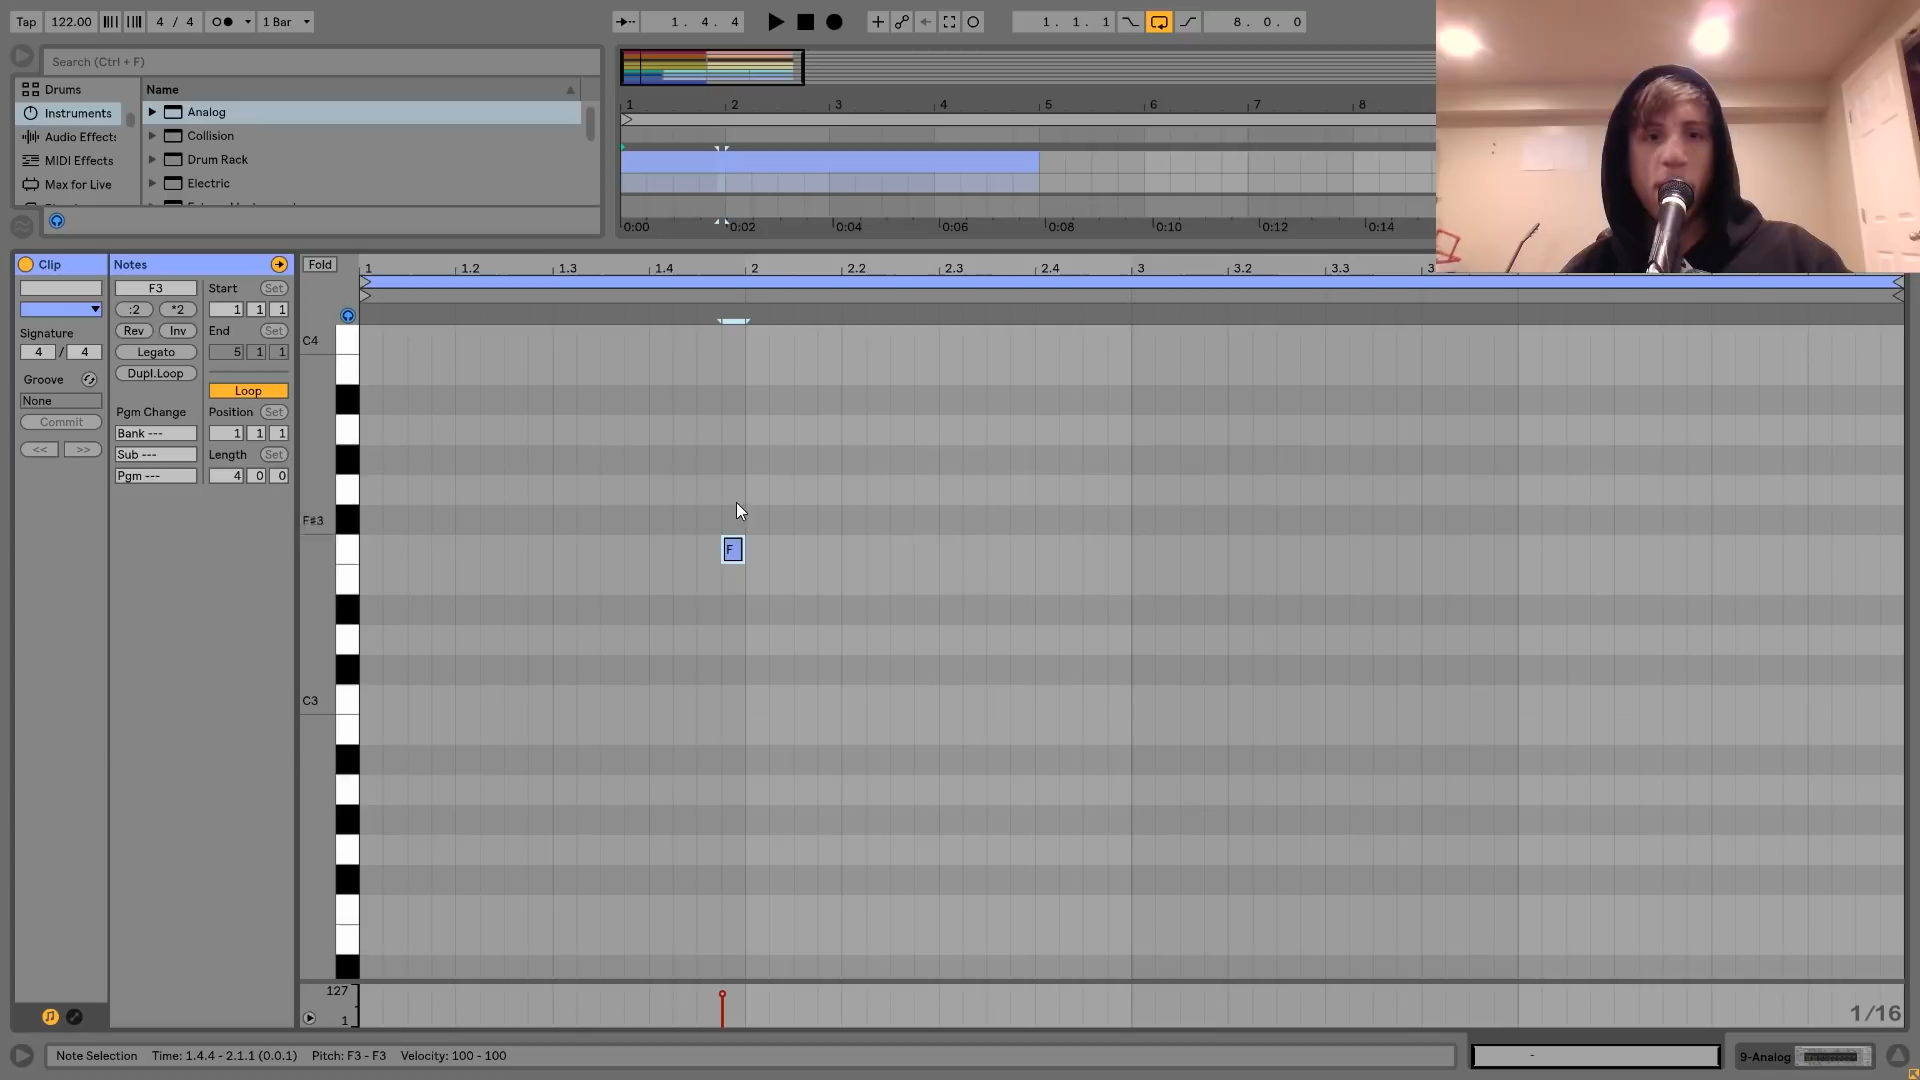 Tap 122.00 4 / 4 1 Bar 1. 4. 4 1. 1. 1 8. 0. 0
Search (Ctrl + F)
Drums Name
Instruments Analog
Audio Effects Collision
MIDI Effects Drum Rack
Max for Live Electric
1 2 3 4 5 6 7 8
0:00 0:02 0:04 0:06 0:08 0:10 0:12 0:14
Clip Notes Fold 1 1.2 1.3 1.4 2 2.2 2.3 2.4 3 3.2 3.3
F3 Start Set
:2 *2 1 1 1
Signature Rev Inv End Set
4 / 4 Legato 5 1 1
Groove Dupl.Loop
None Loop
Commit Pgm Change Position Set
<< >> Bank --- 1 1 1
Sub --- Length Set
Pgm --- 4 0 0
C4
F#3
F
C3
127
1 1/16
Note Selection Time: 1.4.4 - 2.1.1 (0.0.1) Pitch: F3 - F3 Velocity: 100 - 100 - 9-Analog